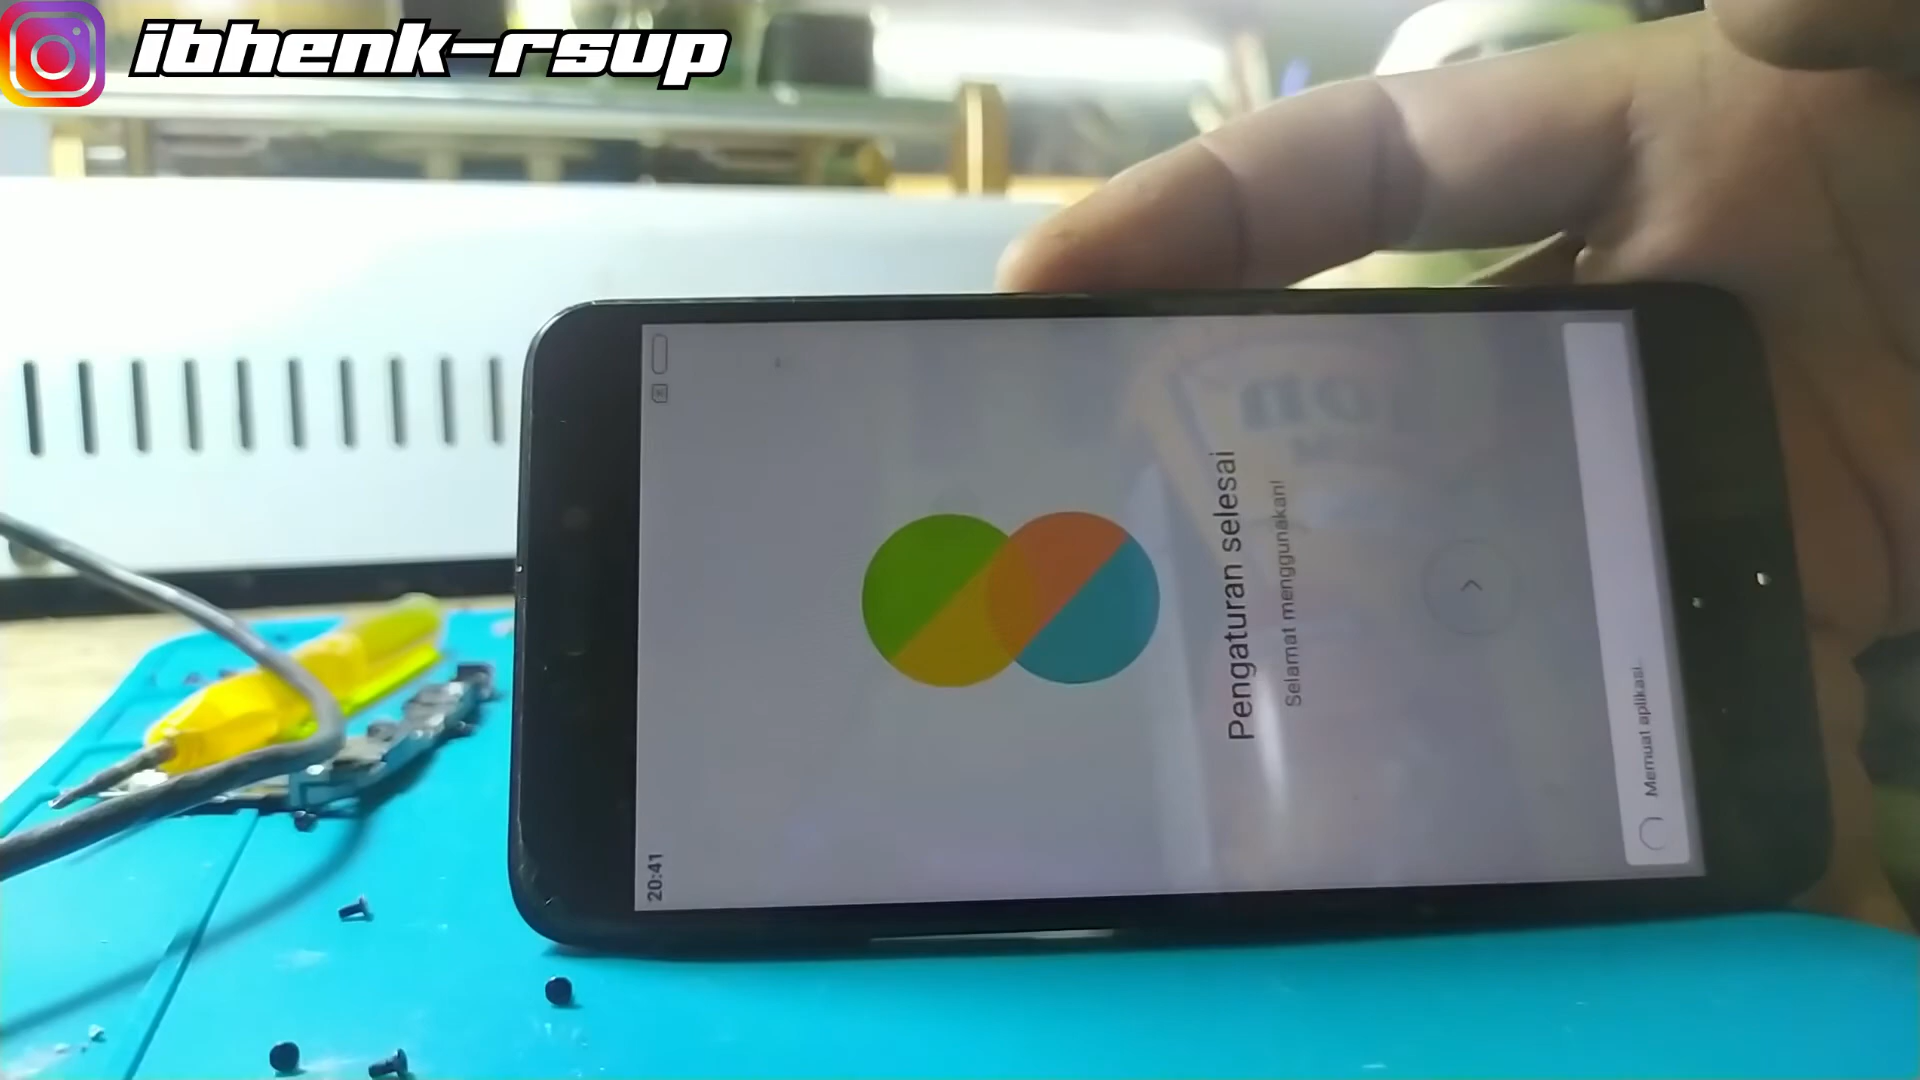 ibhenk-rsup
20:41
Pengaturan selesai
Selamat menggunakan!
Memuat aplikasi...